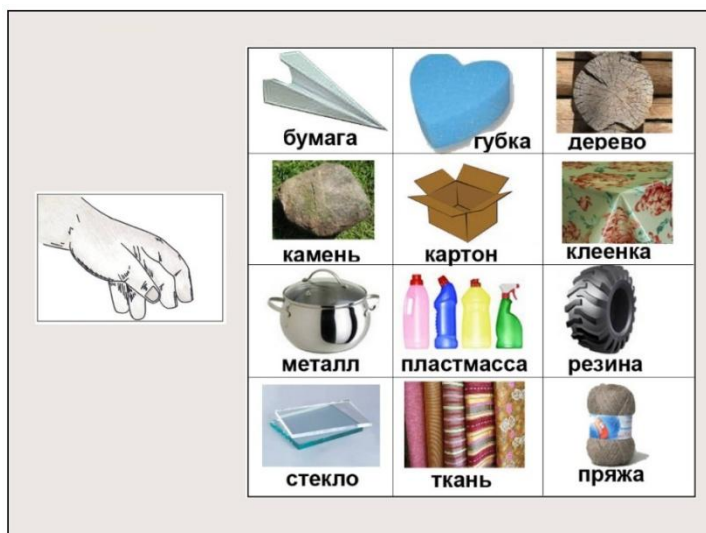 бумага
губка
дерево
камень
картон
клеенка
металл
пластмасса
резина
стекло
ткань
пряжа